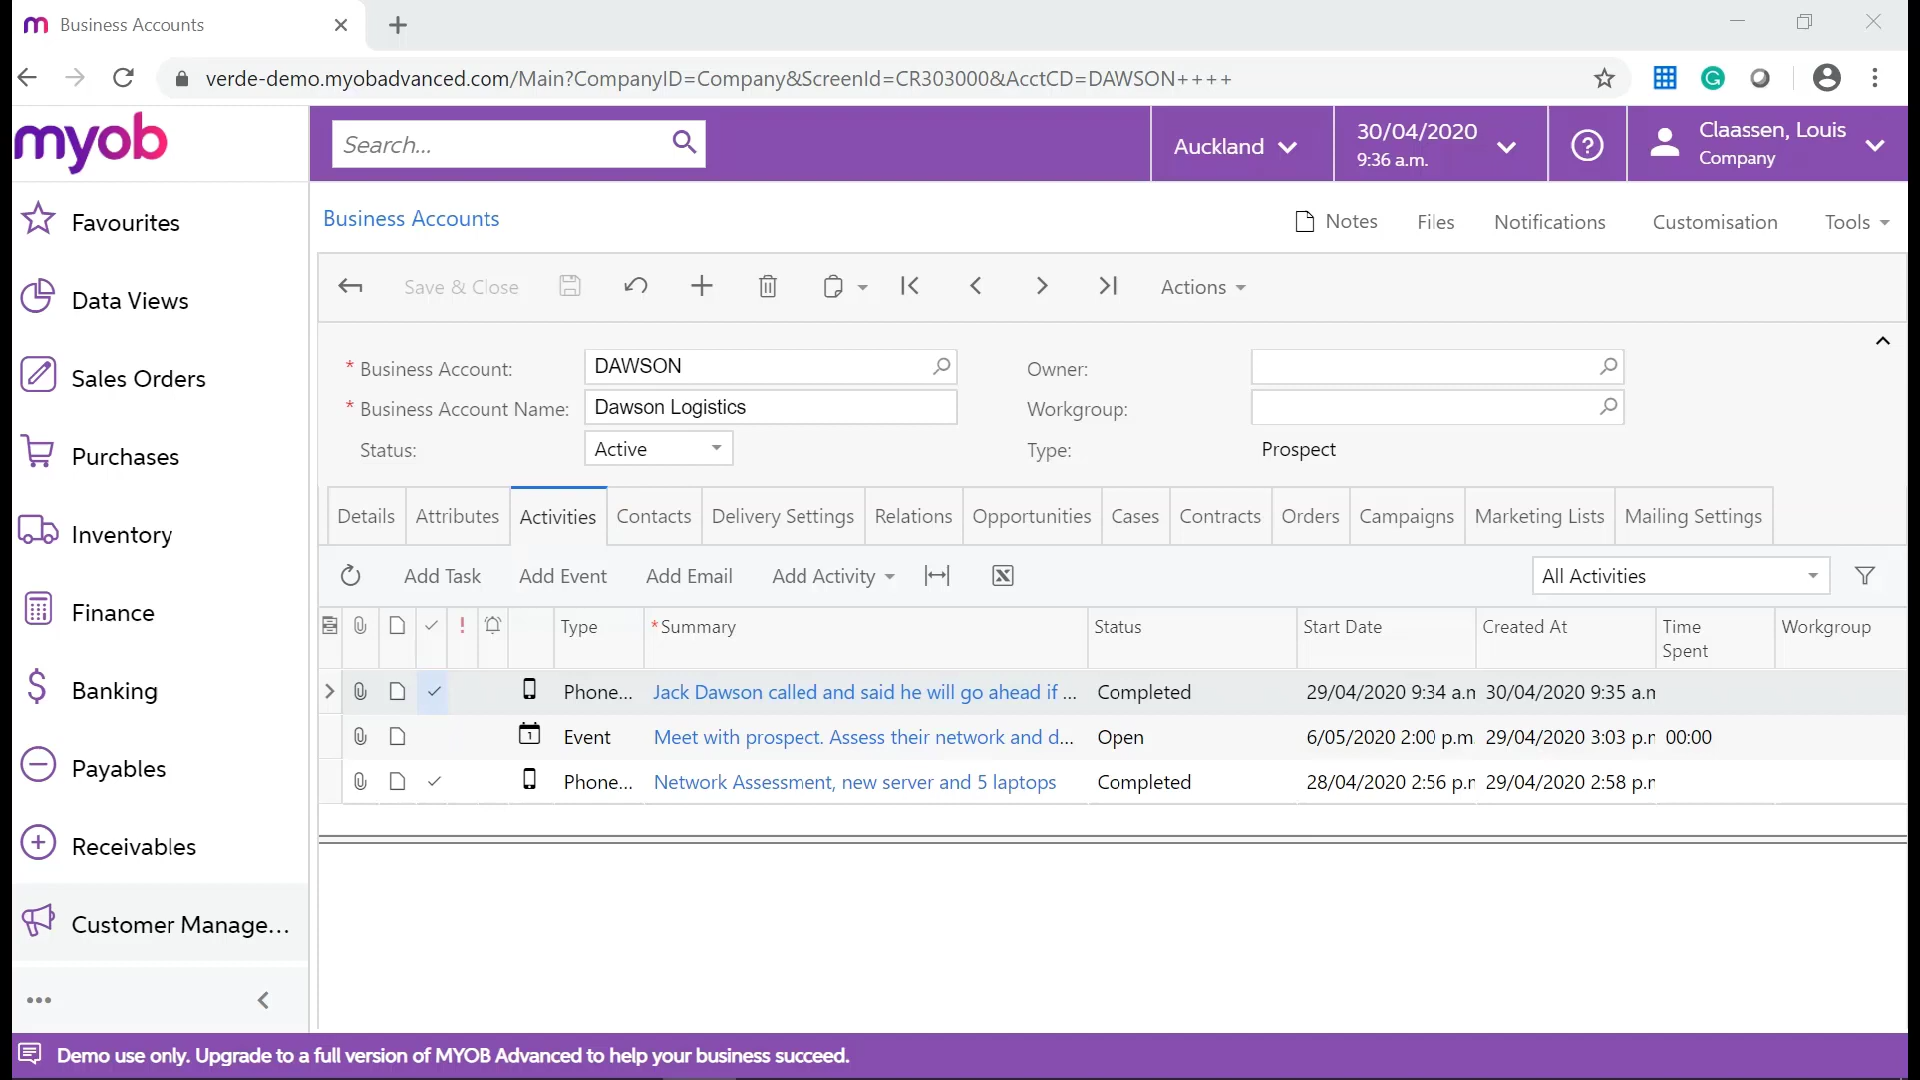 Business Accounts
verde-demo.myobadvanced.com/Main?CompanyID=Company&ScreenId=CR303000&AcctCD=DAWSON++++
myob
Search...
Auckland
30/04/2020
9:36 a.m.
Claassen, Louis
Company
Favourites
Data Views
Sales Orders
Purchases
Inventory
Finance
Banking
Payables
Receivables
Customer Manage...
Business Accounts
Notes Files Notifications Customisation Tools
Save & Close Actions
* Business Account: DAWSON Owner:
* Business Account Name: Dawson Logistics Workgroup:
Status: Active Type: Prospect
Details Attributes Activities Contacts Delivery Settings Relations Opportunities Cases Contracts Orders Campaigns Marketing Lists Mailing Settings
Add Task Add Event Add Email Add Activity All Activities
Type *Summary Status Start Date Created At Time Spent Workgroup
Phone... Jack Dawson called and said he will go ahead if ... Completed 29/04/2020 9:34 a.n 30/04/2020 9:35 a.n
Event Meet with prospect. Assess their network and d... Open 6/05/2020 2:00 p.m. 29/04/2020 3:03 p.n 00:00
Phone... Network Assessment, new server and 5 laptops Completed 28/04/2020 2:56 p.n 29/04/2020 2:58 p.n
Demo use only. Upgrade to a full version of MYOB Advanced to help your business succeed.